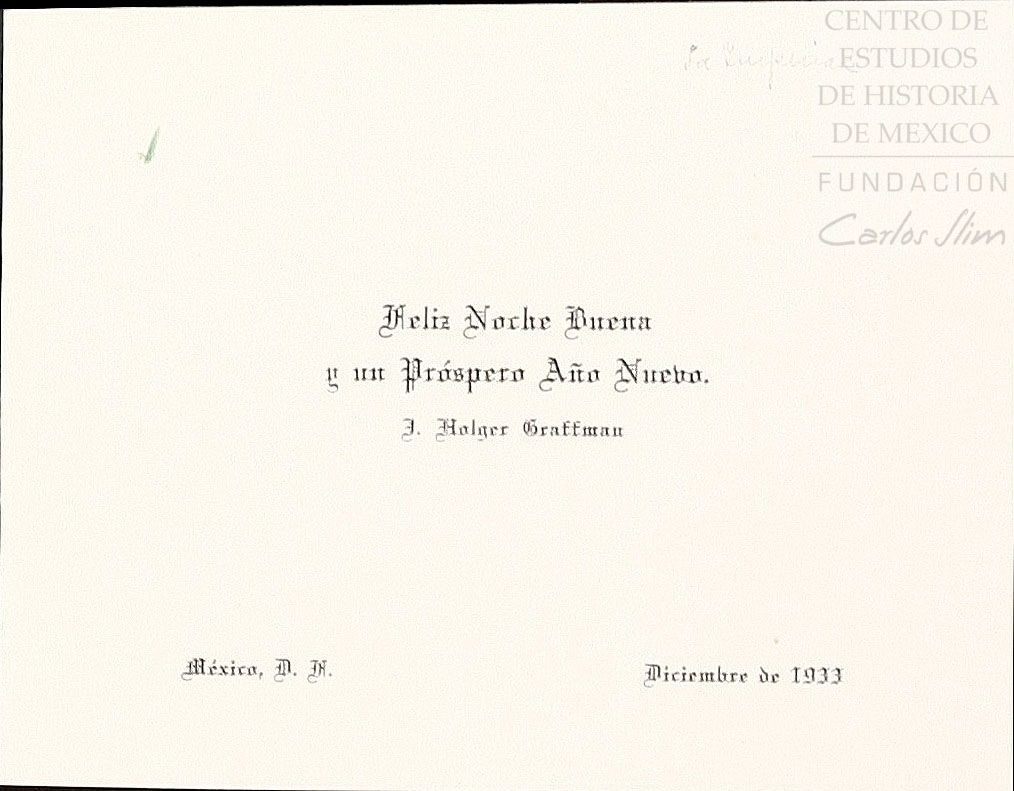 CENTRO DE
ESTUDIOS
DE HISTORIA
DE MEXICO
FUNDACIÓN
Carlos Slim
Feliz Noche Buena
y un Próspero Año Nuevo.
J. Holger Graffman
México, D. F.
Diciembre de 1933